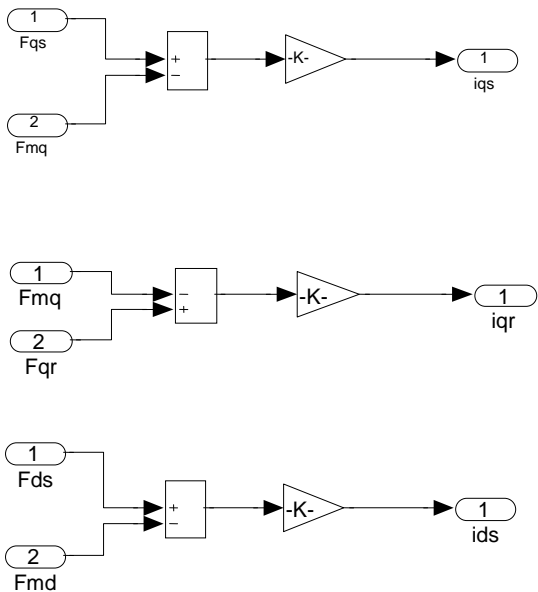 1
Fqs
+
−
-K-
1
iqs
2
Fmq
1
Fmq
−
+
-K-
1
iqr
2
Fqr
1
Fds
+
−
-K-
1
ids
2
Fmd